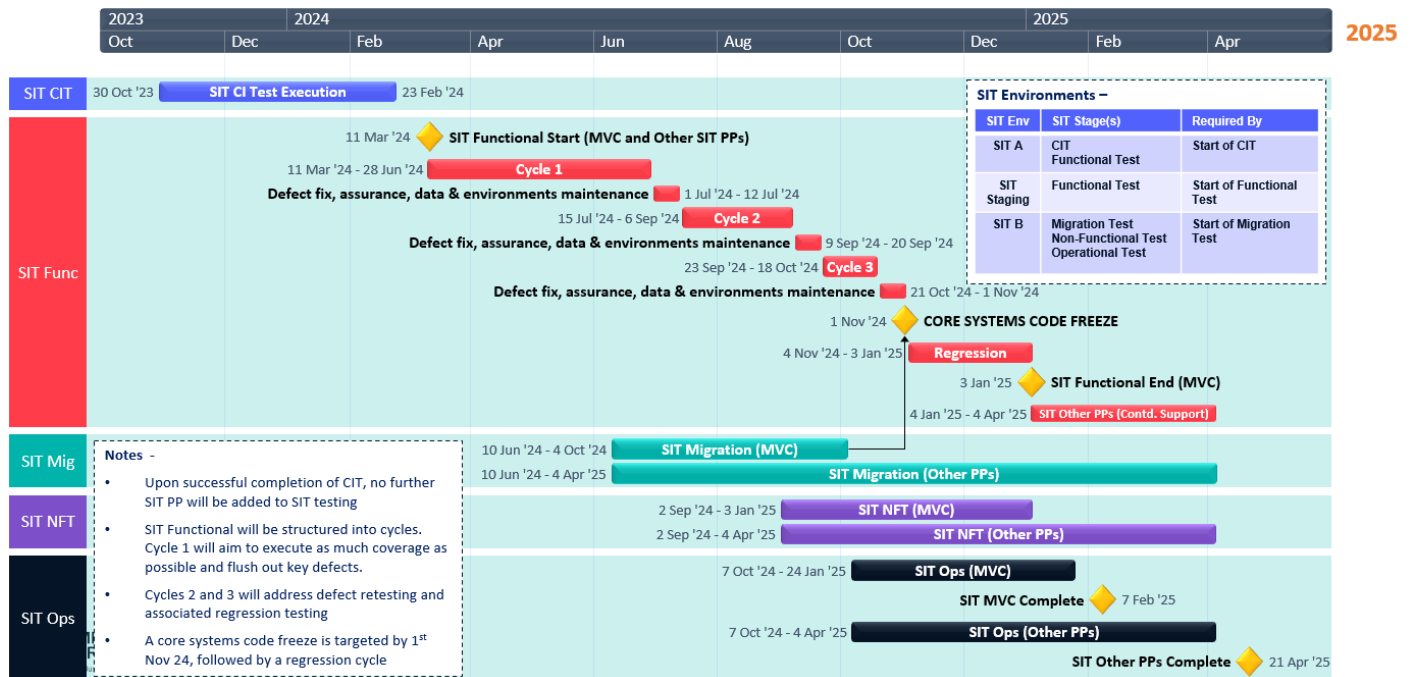 2023 2024 2025
Oct Dec Feb Apr Jun Aug Oct Dec Feb Apr
2025
SIT CIT
30 Oct '23 SIT CI Test Execution 23 Feb '24
SIT Func
11 Mar '24 SIT Functional Start (MVC and Other SIT PPs)
11 Mar '24 - 28 Jun '24 Cycle 1
Defect fix, assurance, data & environments maintenance 1 Jul '24 - 12 Jul '24
15 Jul '24 - 6 Sep '24 Cycle 2
Defect fix, assurance, data & environments maintenance 9 Sep '24 - 20 Sep '24
23 Sep '24 - 18 Oct '24 Cycle 3
Defect fix, assurance, data & environments maintenance 21 Oct '24 - 1 Nov '24
1 Nov '24 CORE SYSTEMS CODE FREEZE
4 Nov '24 - 3 Jan '25 Regression
3 Jan '25 SIT Functional End (MVC)
4 Jan '25 - 4 Apr '25 SIT Other PPs (Contd. Support)
SIT Environments –
SIT Env SIT Stage(s) Required By
SIT A CIT Start of CIT
Functional Test
SIT Functional Test Start of Functional
Staging Test
SIT B Migration Test Start of Migration
Non-Functional Test Test
Operational Test
SIT Mig
10 Jun '24 - 4 Oct '24 SIT Migration (MVC)
10 Jun '24 - 4 Apr '25 SIT Migration (Other PPs)
SIT NFT
2 Sep '24 - 3 Jan '25 SIT NFT (MVC)
2 Sep '24 - 4 Apr '25 SIT NFT (Other PPs)
SIT Ops
7 Oct '24 - 24 Jan '25 SIT Ops (MVC)
SIT MVC Complete 7 Feb '25
7 Oct '24 - 4 Apr '25 SIT Ops (Other PPs)
SIT Other PPs Complete 21 Apr '25
Notes -
• Upon successful completion of CIT, no further
SIT PP will be added to SIT testing
• SIT Functional will be structured into cycles.
Cycle 1 will aim to execute as much coverage as
possible and flush out key defects.
• Cycles 2 and 3 will address defect retesting and
associated regression testing
• A core systems code freeze is targeted by 1st
Nov 24, followed by a regression cycle